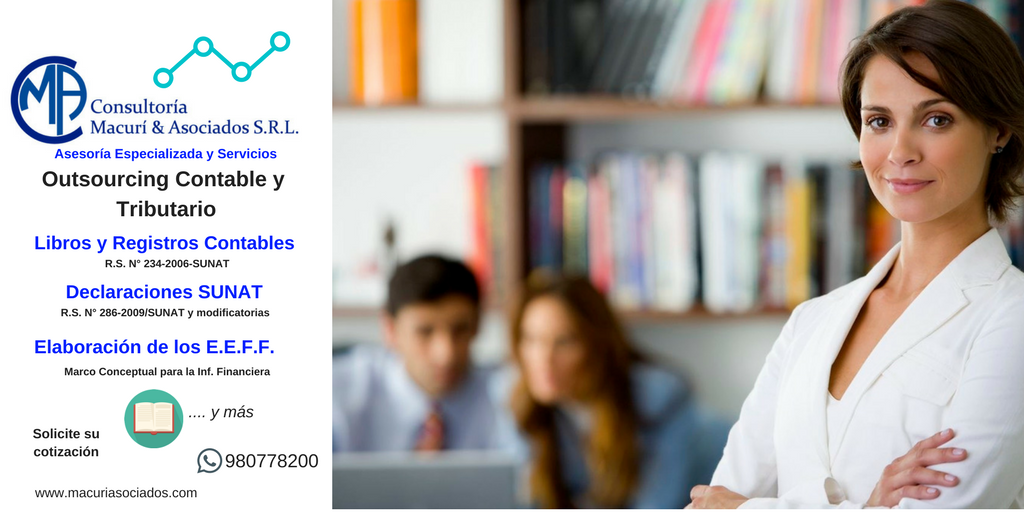 MA
Consultoría
Macurí & Asociados S.R.L.
Asesoría Especializada y Servicios
Outsourcing Contable y
Tributario
Libros y Registros Contables
R.S. N° 234-2006-SUNAT
Declaraciones SUNAT
R.S. N° 286-2009/SUNAT y modificatorias
Elaboración de los E.E.F.F.
Marco Conceptual para la Inf. Financiera
.... y más
Solicite su
cotización
980778200
www.macuriasociados.com